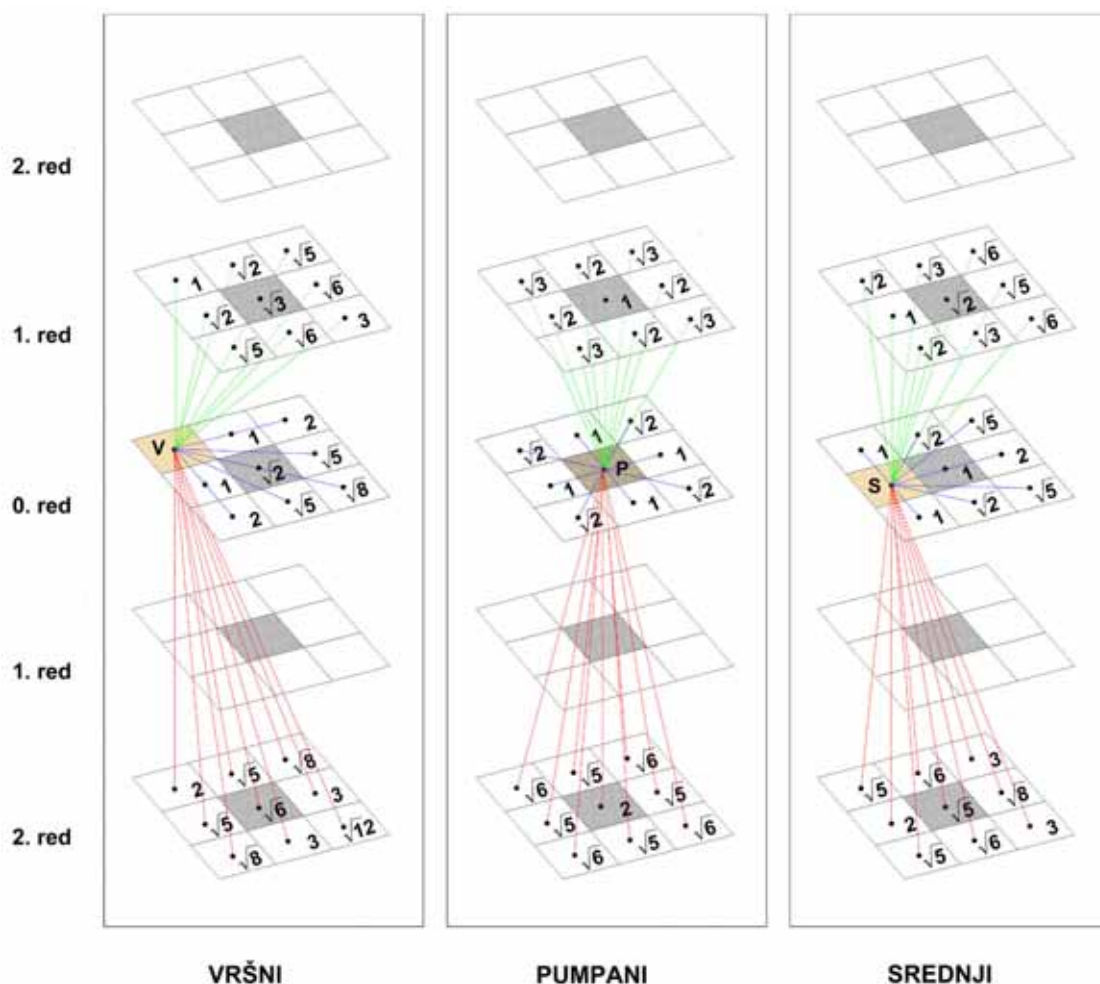 2. red
1. red
1 √2 √5
√2 √3 √6
√5 √6 3
√3 √2 √3
√2 1 √2
√3 √2 √3
√2 √3 √6
1 √2 √5
√2 √3 √6
0. red
V 1 2
1 √2 √5
2 √5 √8
√2 1 √2
1 P 1
√2 1 √2
1 √2 √5
S 1 2
1 √2 √5
1. red
2. red
2 √5 √8
√5 √6 3
√8 3 √12
√6 √5 √6
√5 2 √5
√6 √5 √6
√5 √6 3
2 √5 √8
√5 √6 3
VRŠNI
PUMPANI
SREDNJI